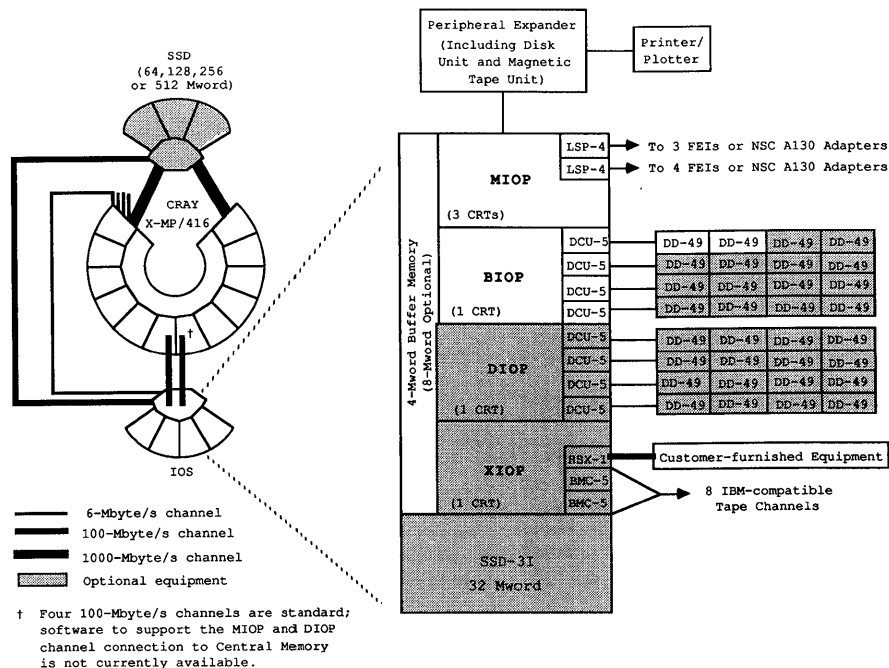 SSD
(64,128,256
or 512 Mword)
CRAY
X-MP/416
†
IOS
6-Mbyte/s channel
100-Mbyte/s channel
1000-Mbyte/s channel
Optional equipment
† Four 100-Mbyte/s channels are standard;
software to support the MIOP and DIOP
channel connection to Central Memory
is not currently available.
Peripheral Expander
(Including Disk
Unit and Magnetic
Tape Unit)
Printer/
Plotter
4-Mword Buffer Memory
(8-Mword Optional)
MIOP
(3 CRTs)
LSP-4
To 3 FEIs or NSC A130 Adapters
LSP-4
To 4 FEIs or NSC A130 Adapters
BIOP
(1 CRT)
DCU-5 DD-49 DD-49 DD-49 DD-49
DCU-5 DD-49 DD-49 DD-49 DD-49
DCU-5 DD-49 DD-49 DD-49 DD-49
DCU-5 DD-49 DD-49 DD-49 DD-49
DIOP
(1 CRT)
DCU-5 DD-49 DD-49 DD-49 DD-49
DCU-5 DD-49 DD-49 DD-49 DD-49
DCU-5 DD-49 DD-49 DD-49 DD-49
DCU-5 DD-49 DD-49 DD-49 DD-49
XIOP
(1 CRT)
HSX-1 Customer-furnished Equipment
BMC-5
BMC-5
8 IBM-compatible
Tape Channels
SSD-3I
32 Mword